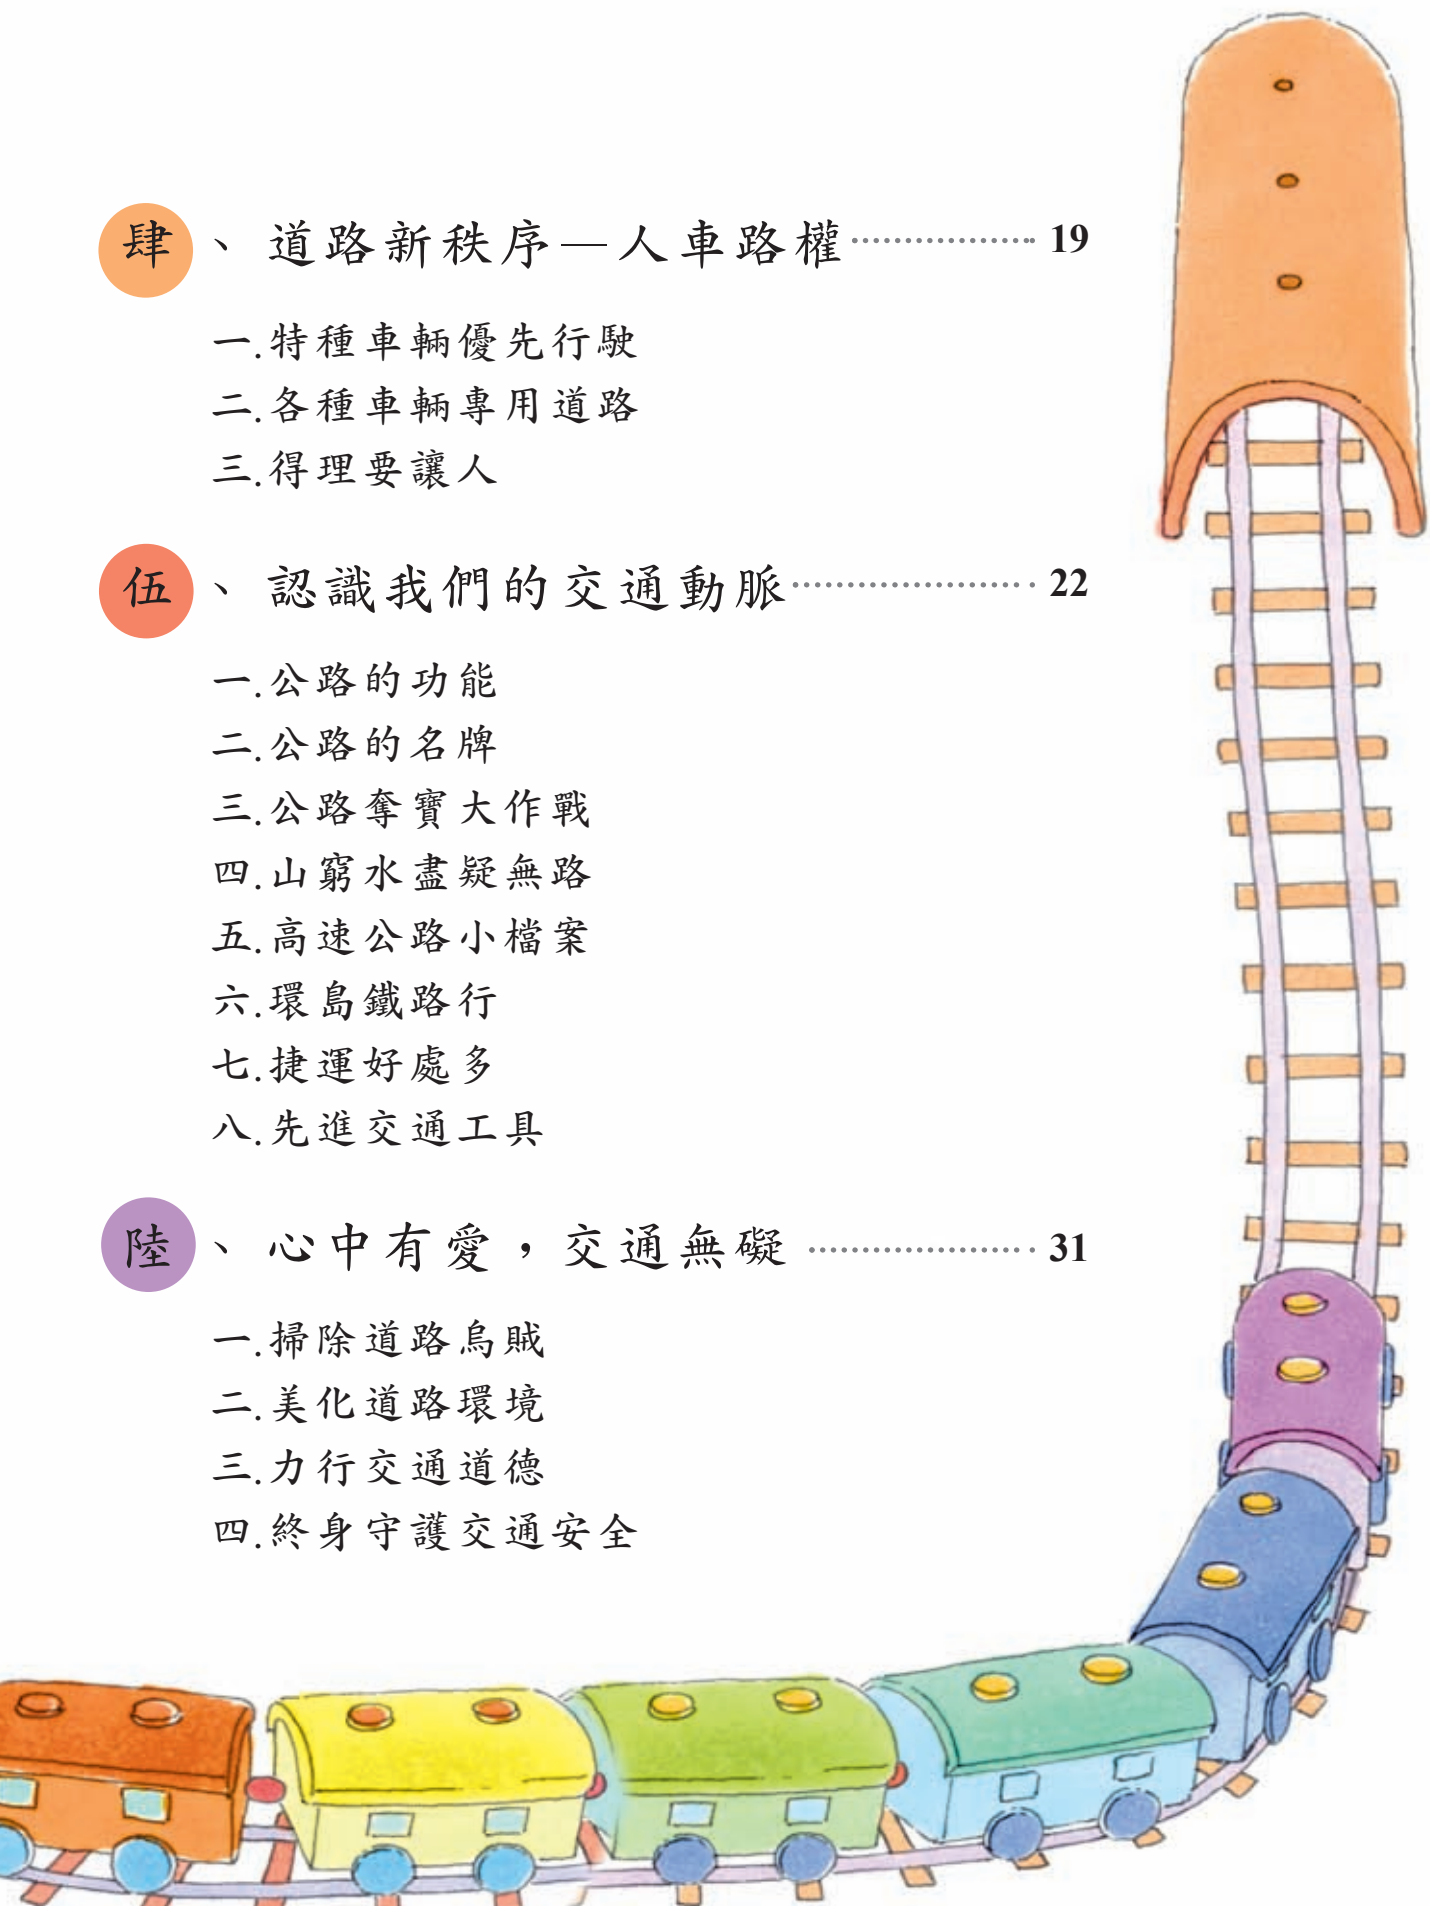 肆、道路新秩序—人車路權……………… 19
一.特種車輛優先行駛
二.各種車輛專用道路
三.得理要讓人
伍、認識我們的交通動脈………………… 22
一.公路的功能
二.公路的名牌
三.公路奪寶大作戰
四.山窮水盡疑無路
五.高速公路小檔案
六.環島鐵路行
七.捷運好處多
八.先進交通工具
陸、心中有愛，交通無礙 ………………… 31
一.掃除道路烏賊
二.美化道路環境
三.力行交通道德
四.終身守護交通安全